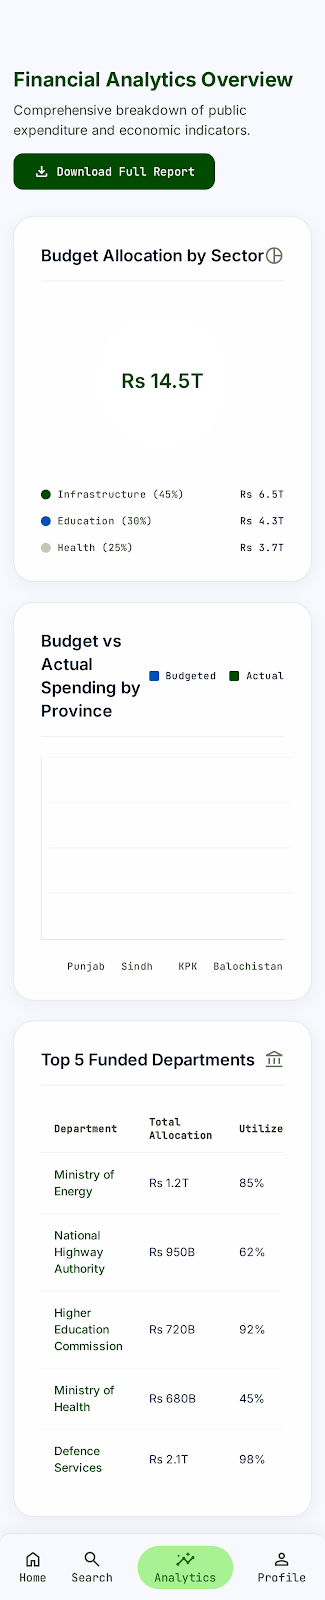 Financial Analytics Overview
Comprehensive breakdown of public
expenditure and economic indicators.
Download Full Report
Budget Allocation by Sector
Rs 14.5T
Infrastructure (45%) Rs 6.5T
Education (30%) Rs 4.3T
Health (25%) Rs 3.7T
Budget vs
Actual
Spending by
Province
Budgeted Actual
Punjab Sindh KPK Balochistan
Top 5 Funded Departments
Department Total
Allocation Utilize
Ministry of
Energy Rs 1.2T 85%
National
Highway
Authority Rs 950B 62%
Higher
Education
Commission Rs 720B 92%
Ministry of
Health Rs 680B 45%
Defence
Services Rs 2.1T 98%
Home Search Analytics Profile